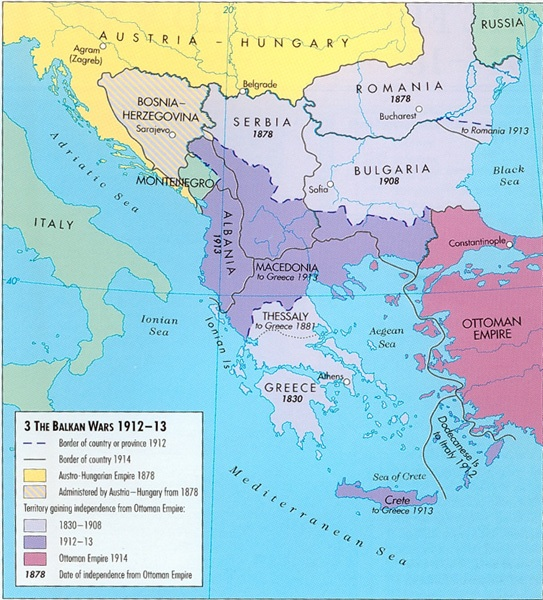 20°
30°
RUSSIA
AUSTRIA – HUNGARY
Agram
(Zagreb)
Belgrade
ROMANIA
1878
Bucharest
BOSNIA–
HERZEGOVINA
Sarajevo
SERBIA
1878
to Romania 1913
BULGARIA
1908
Sofia
Black
Sea
Adriatic Sea
MONTENEGRO
ITALY
ALBANIA
1913
Constantinople
MACEDONIA
to Greece 1913
40°
Ionian
Sea
Ionian Is
THESSALY
to Greece 1881
Aegean
Sea
OTTOMAN
EMPIRE
Athens
GREECE
1830
Dodecanese Is
to Italy 1912
Sea of Crete
Crete
to Greece 1913
Mediterranean Sea
3 THE BALKAN WARS 1912–13
Border of country or province 1912
Border of country 1914
Austro-Hungarian Empire 1878
Administered by Austria–Hungary from 1878
Territory gaining independence from Ottoman Empire:
1830–1908
1912–13
Ottoman Empire 1914
1878 Date of independence from Ottoman Empire